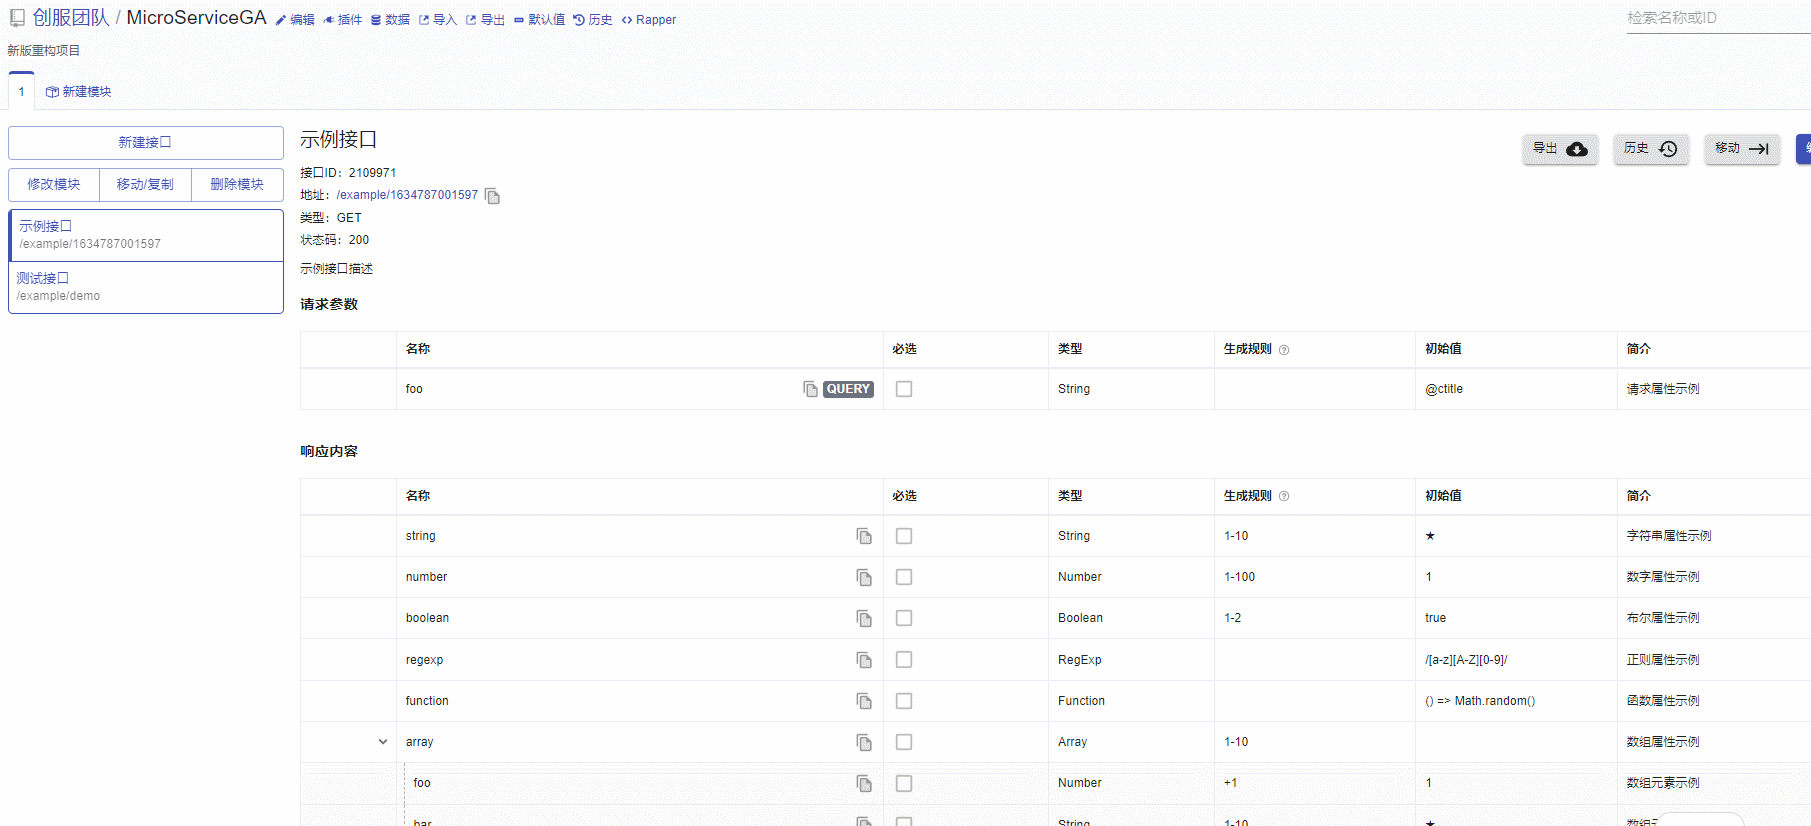 创服团队 / MicroServiceGA 编辑 插件 数据 导入 导出 默认值 历史 Rapper 检索名称或ID
新版重构项目
1 新建模块
新建接口
修改模块 移动/复制 删除模块
示例接口
/example/1634787001597
测试接口
/example/demo
示例接口
导出 历史 移动
接口ID：2109971
地址：/example/1634787001597
类型：GET
状态码：200
示例接口描述
请求参数
名称 必选 类型 生成规则 初始值 简介
foo QUERY String @ctitle 请求属性示例
响应内容
名称 必选 类型 生成规则 初始值 简介
string String 1-10 ★ 字符串属性示例
number Number 1-100 1 数字属性示例
boolean Boolean 1-2 true 布尔属性示例
regexp RegExp /[a-z][A-Z][0-9]/ 正则属性示例
function Function () => Math.random() 函数属性示例
array Array 1-10 数组属性示例
foo Number +1 1 数组元素示例
bar String 1-10 ★ 数组